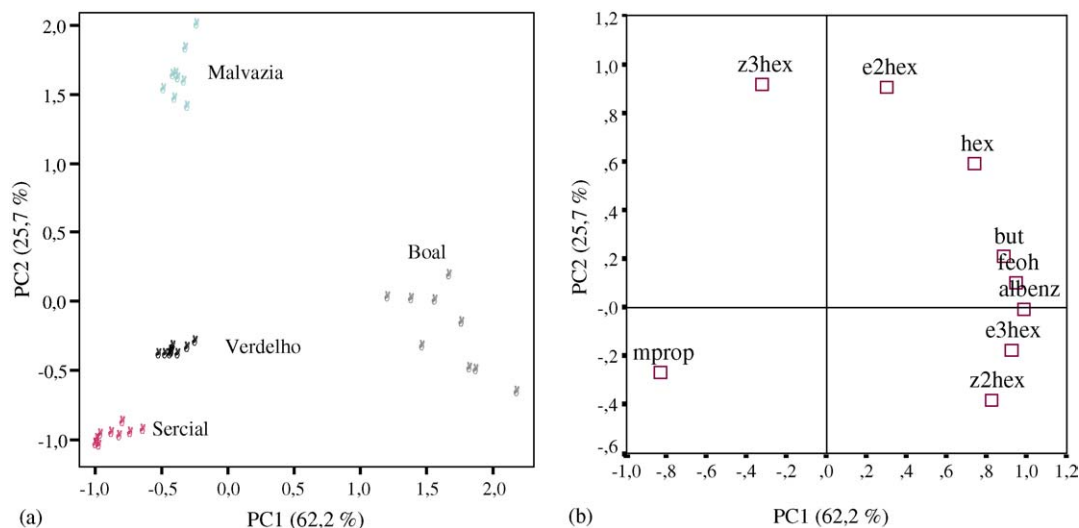 2,0
1,5
1,0
0,5
0,0
-0,5
-1,0
PC2 (25,7 %)
Malvazia
Boal
Verdelho
Sercial
-1,0 -0,5 0,0 0,5 1,0 1,5 2,0
PC1 (62,2 %)
(a)
1,2
1,0
,8
,6
,4
,2
-,0
-,2
-,4
-,6
PC2 (25,7 %)
z3hex e2hex
hex
but
feoh
albenz
e3hex
mprop z2hex
-1,0 -,8 -,6 -,4 -,2 ,0 ,2 ,4 ,6 ,8 1,0 1,2
PC1 (62,2 %)
(b)